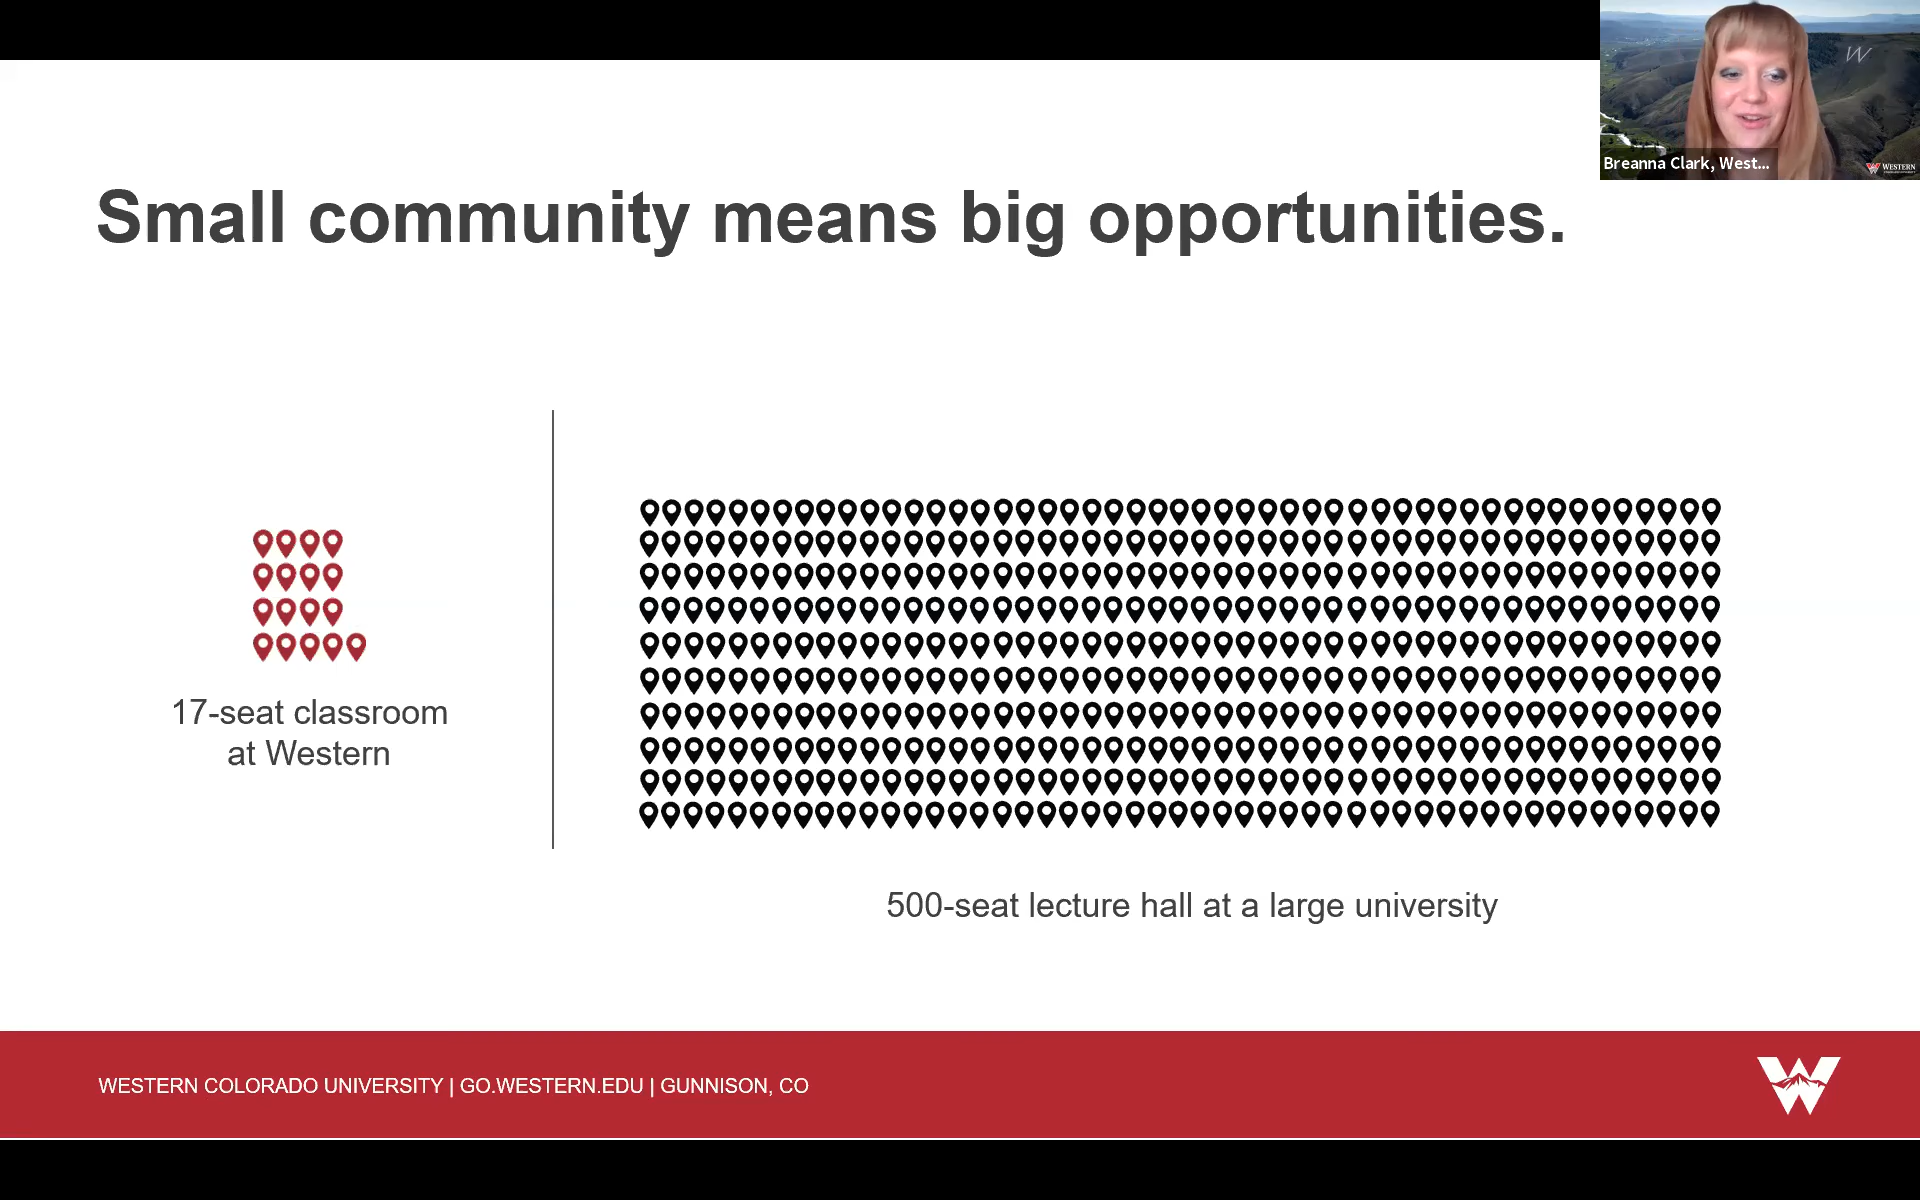 Breanna Clark, West...
W
WESTERN
Small community means big opportunities.
17-seat classroom
at Western
500-seat lecture hall at a large university
WESTERN COLORADO UNIVERSITY | GO.WESTERN.EDU | GUNNISON, CO